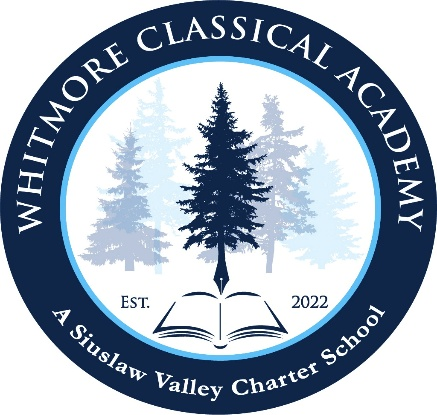 WHITMORE CLASSICAL ACADEMY
EST. 2022
A Siuslaw Valley Charter School